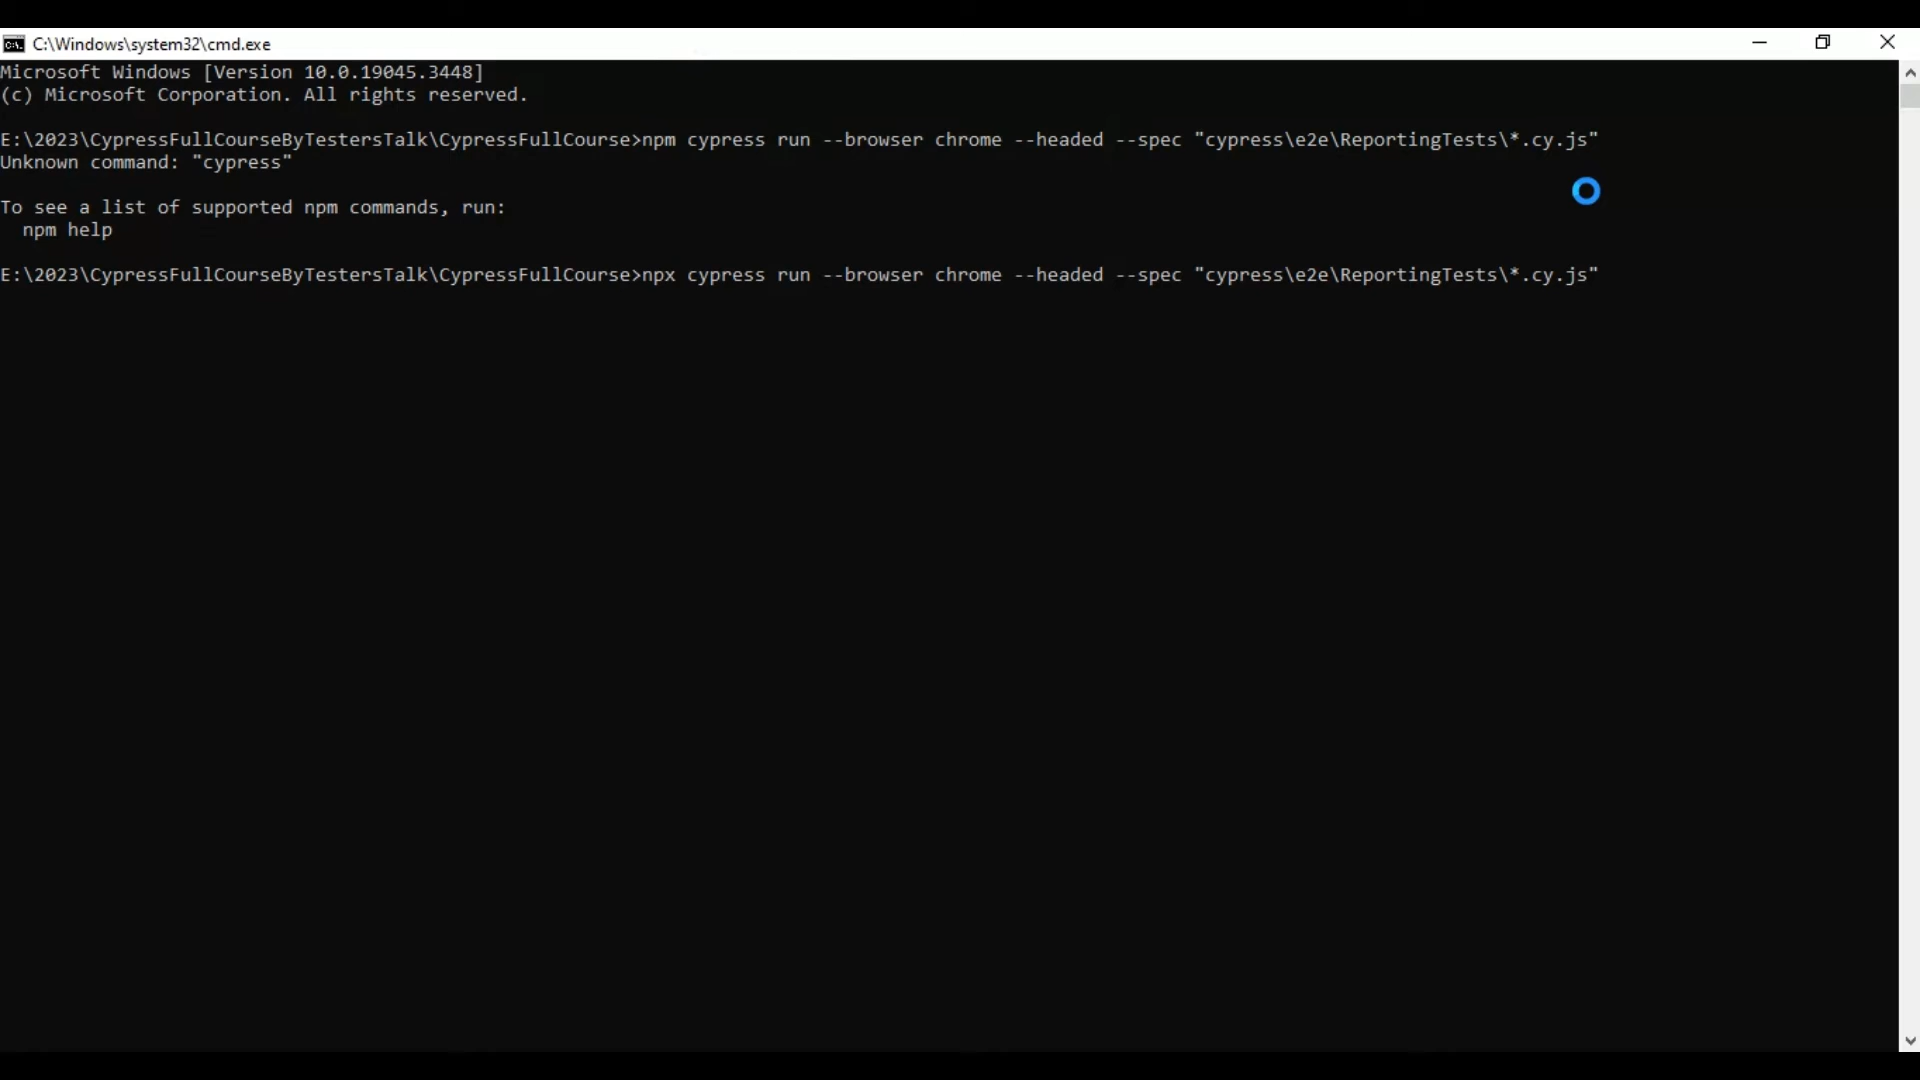 C:\Windows\system32\cmd.exe
Microsoft Windows [Version 10.0.19045.3448]
(c) Microsoft Corporation. All rights reserved.
E:\2023\CypressFullCourseByTestersTalk\CypressFullCourse>npm cypress run --browser chrome --headed --spec "cypress\e2e\ReportingTests\*.cy.js"
Unknown command: "cypress"
To see a list of supported npm commands, run:
npm help
E:\2023\CypressFullCourseByTestersTalk\CypressFullCourse>npx cypress run --browser chrome --headed --spec "cypress\e2e\ReportingTests\*.cy.js"